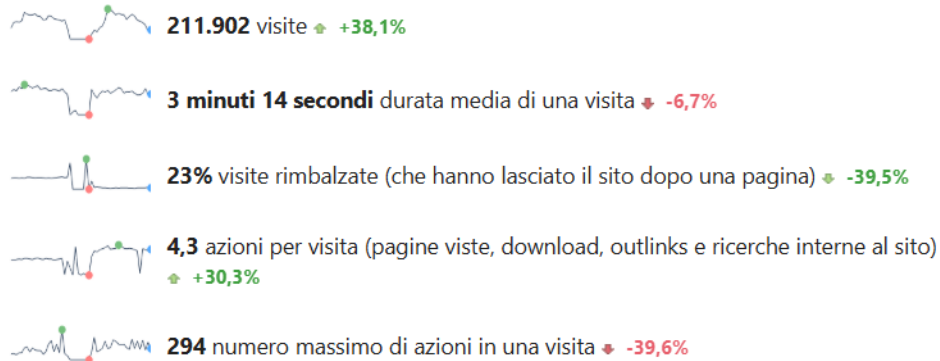 211.902 visite +38,1%
3 minuti 14 secondi durata media di una visita -6,7%
23% visite rimbalzate (che hanno lasciato il sito dopo una pagina) -39,5%
4,3 azioni per visita (pagine viste, download, outlinks e ricerche interne al sito)
+30,3%
294 numero massimo di azioni in una visita -39,6%